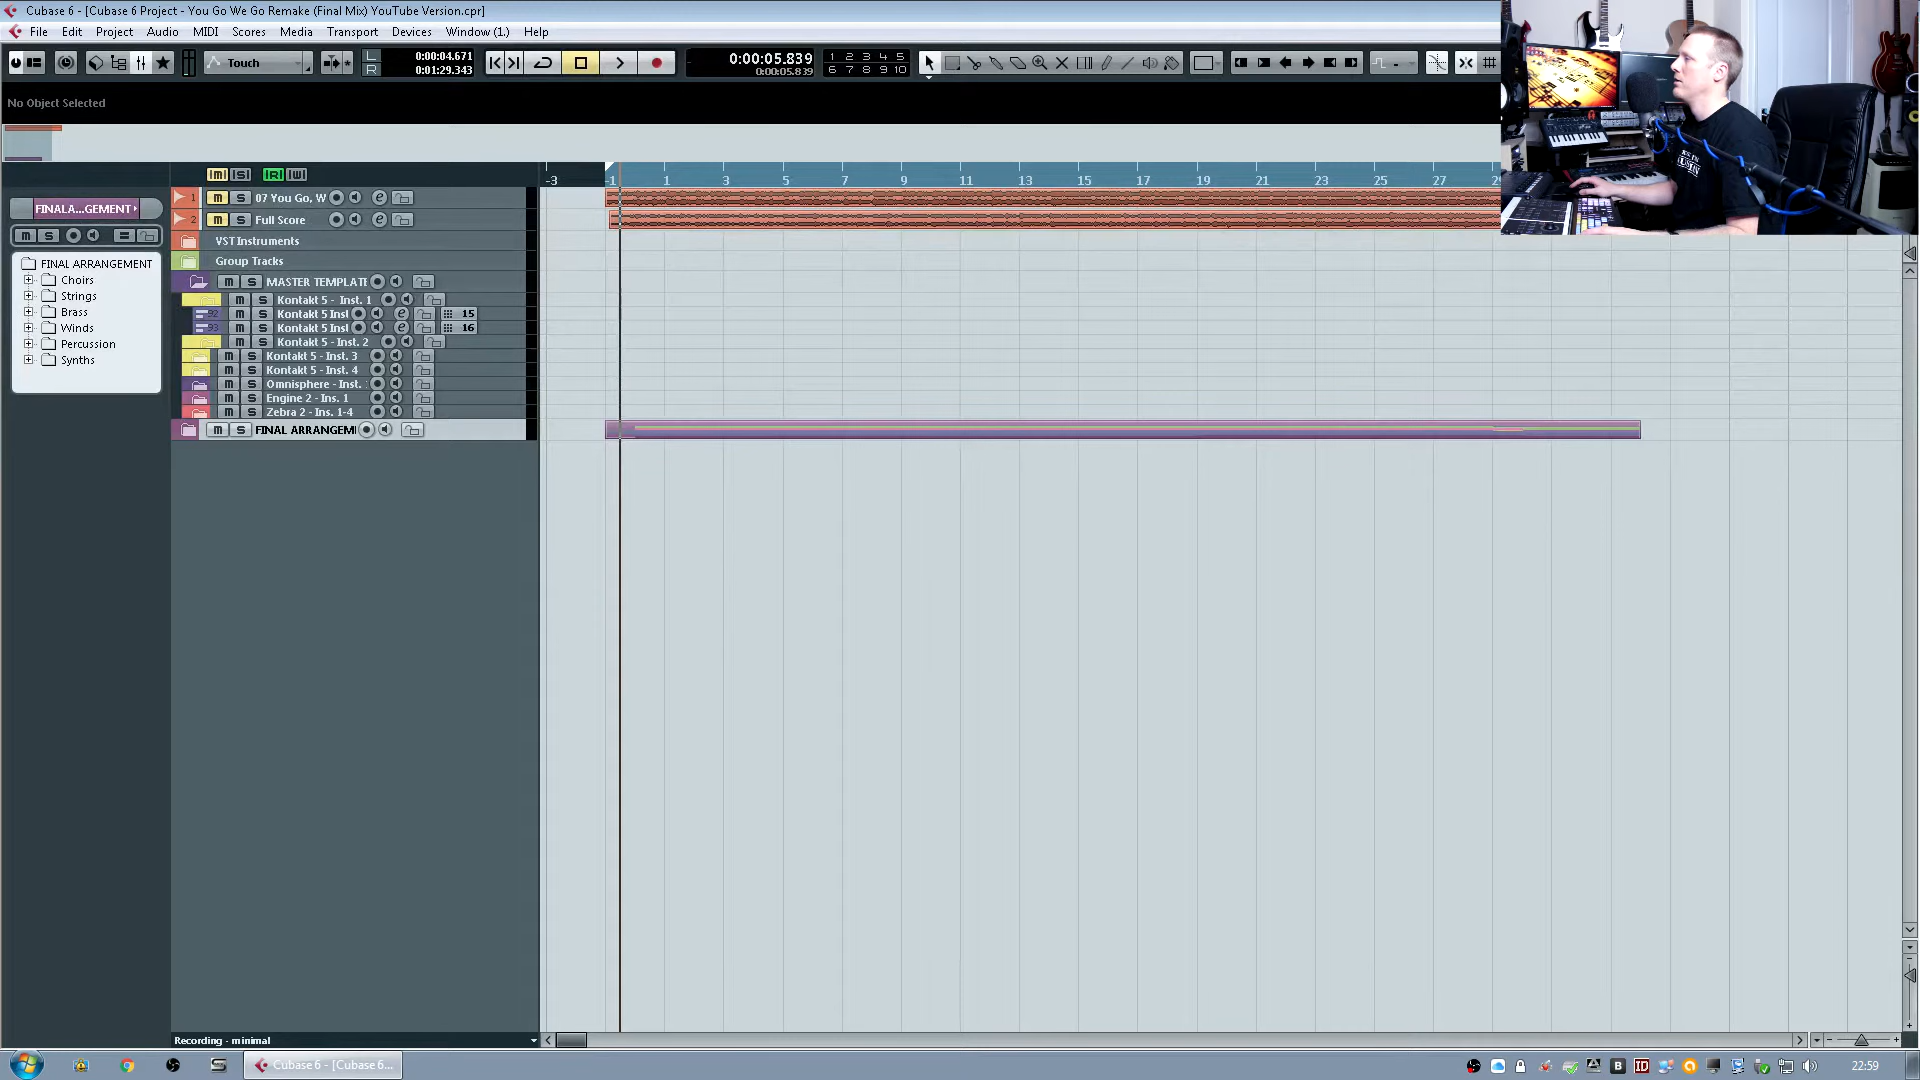 Cubase 6 - [Cubase 6 Project - You Go We Go Remake (Final Mix) YouTube Version.cpr]
File Edit Project Audio MIDI Scores Media Transport Devices Window (1.) Help
Touch
L 0:00:04.671
R 0:01:29.343
0:00:05.839
0:00:05.839
1 2 3 4 5
6 7 8 9 10
No Object Selected
M S R W
-3 -1 1 3 5 7 9 11 13 15 17 19 21 23 25 27
FINALA...GEMENT
m S
FINAL ARRANGEMENT
Choirs
Strings
Brass
Winds
Percussion
Synths
1 m S 07 You Go, W e
2 m S Full Score e
VST Instruments
Group Tracks
m S MASTER TEMPLATE
m S Kontakt 5 - Inst. 1
92 m S Kontakt 5 Inst e 15
93 m S Kontakt 5 Inst e 16
m S Kontakt 5 - Inst. 2
m S Kontakt 5 - Inst. 3
m S Kontakt 5 - Inst. 4
m S Omnisphere - Inst.
m S Engine 2 - Ins. 1
m S Zebra 2 - Ins. 1-4
m S FINAL ARRANGEM
Recording - minimal
Cubase 6 - [Cubase 6...
22:59